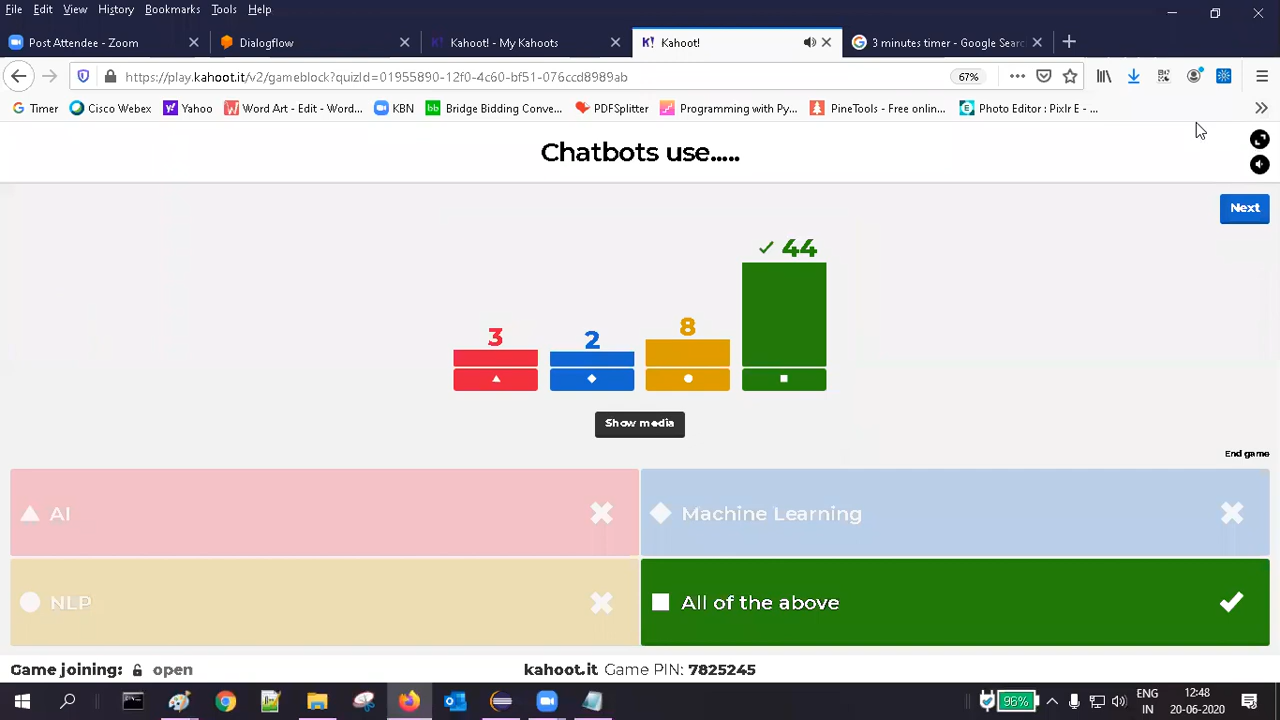 File Edit View History Bookmarks Tools Help
Post Attendee - Zoom
Dialogflow
Kahoot! - My Kahoots
K! Kahoot!
3 minutes timer - Google Searc
https://play.kahoot.it/v2/gameblock?quizId=01955890-12f0-4c60-bf51-076ccd8989ab
67%
Timer
Cisco Webex
Yahoo
Word Art - Edit - Word...
KBN
bb Bridge Bidding Conve...
PDFSplitter
Programming with Py...
PineTools - Free onlin...
Photo Editor : Pixlr E - ...
Chatbots use.....
Next
3
2
8
44
Show media
End game
AI
Machine Learning
NLP
All of the above
Game joining: open
kahoot.it Game PIN: 7825245
96%
ENG
IN
12:48
20-06-2020